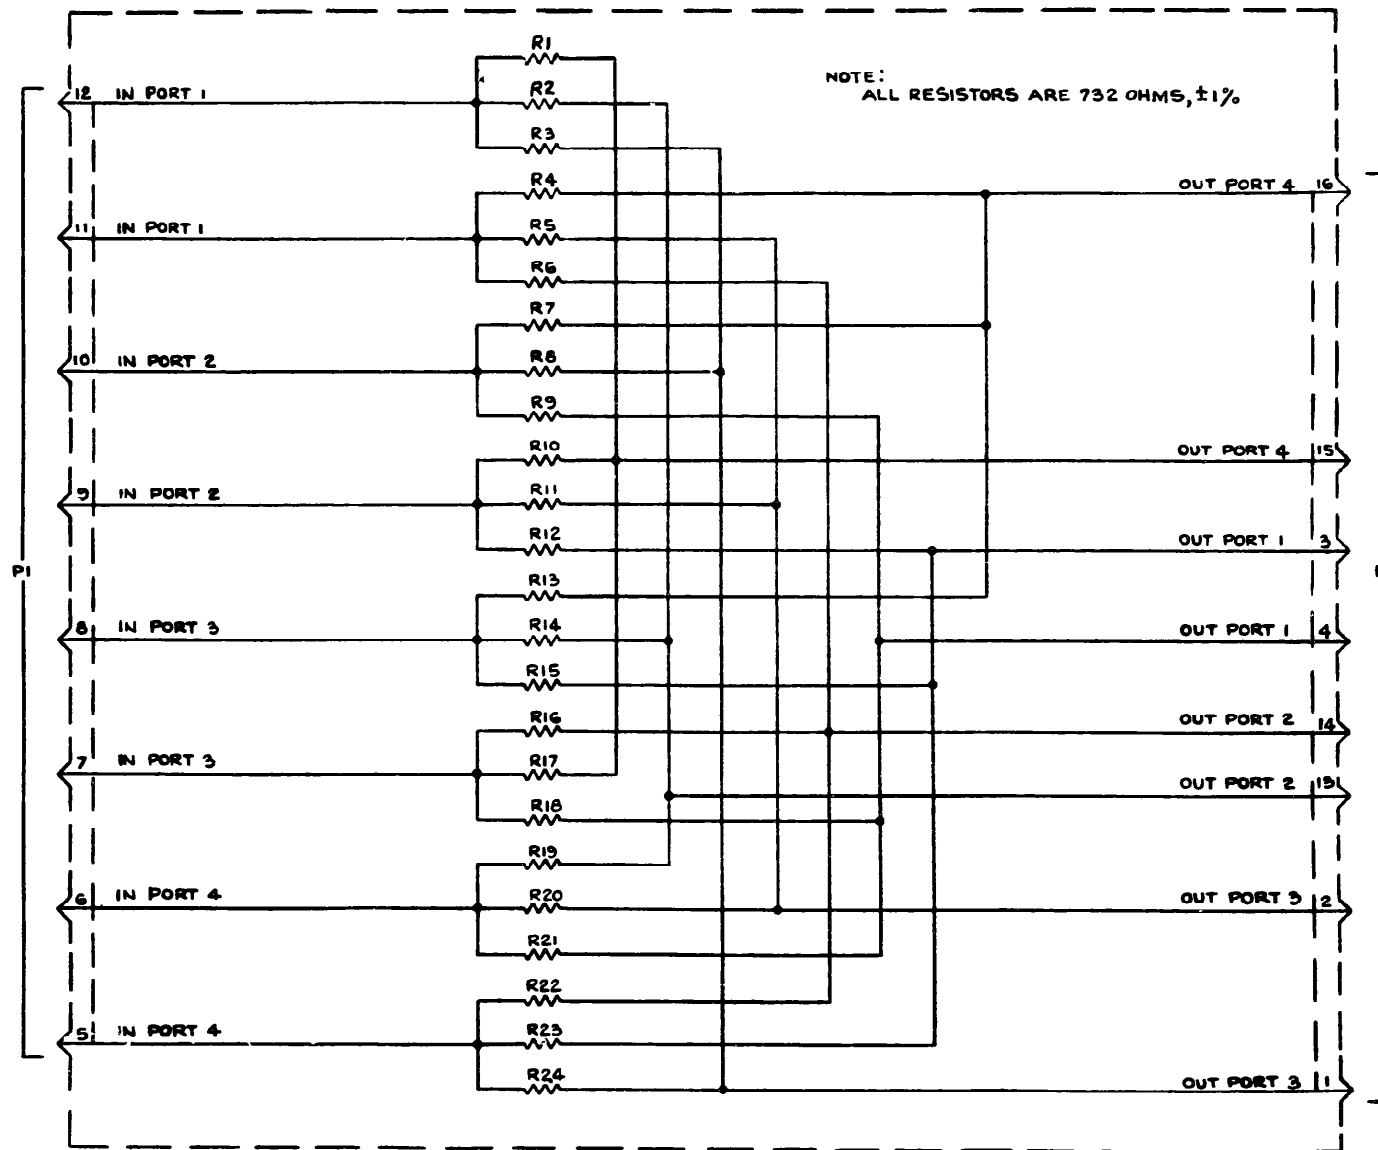 R1
NOTE:
ALL RESISTORS ARE 732 OHMS, ±1%
12 IN PORT 1
R2
R3
R4
OUT PORT 4 16
11 IN PORT 1
R5
R6
R7
10 IN PORT 2
R8
R9
R10
OUT PORT 4 15
9 IN PORT 2
R11
R12
OUT PORT 1 3
P1
R13
8 IN PORT 3
R14
OUT PORT 1 4
R15
R16
OUT PORT 2 14
7 IN PORT 3
R17
OUT PORT 2 13
R18
R19
6 IN PORT 4
R20
OUT PORT 3 2
R21
R22
5 IN PORT 4
R23
R24
OUT PORT 3 1